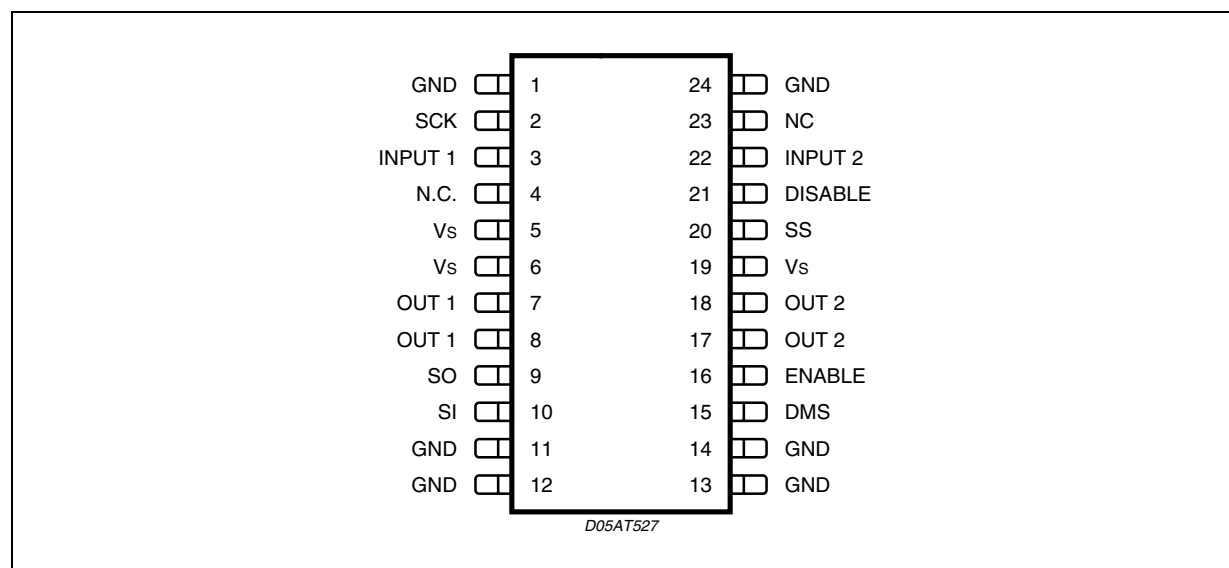 GND 1 24 GND
SCK 2 23 NC
INPUT 1 3 22 INPUT 2
N.C. 4 21 DISABLE
Vs 5 20 SS
Vs 6 19 Vs
OUT 1 7 18 OUT 2
OUT 1 8 17 OUT 2
SO 9 16 ENABLE
SI 10 15 DMS
GND 11 14 GND
GND 12 13 GND
D05AT527